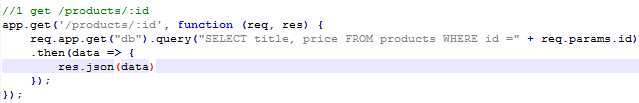 //1 get /products/:id
app.get('/products/:id', function (req, res) {
    req.app.get("db").query("SELECT title, price FROM products WHERE id =" + req.params.id)
    .then(data => {
        res.json(data)
    });
});